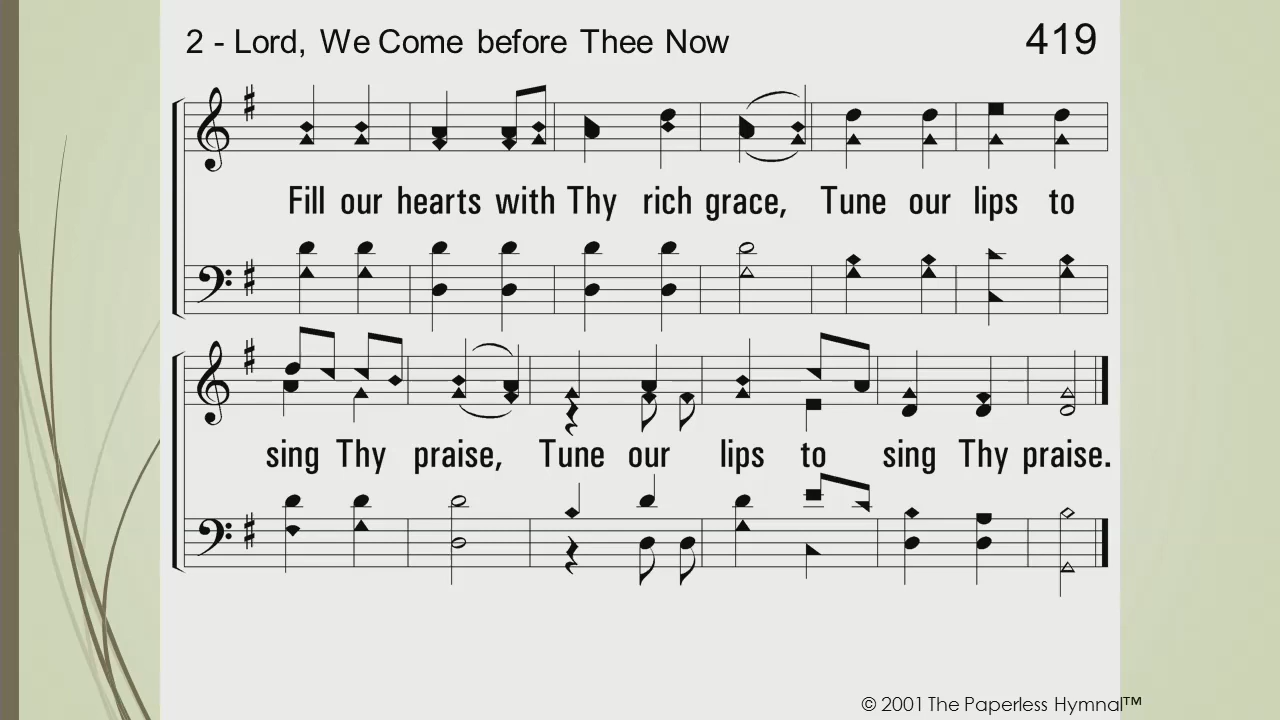 2 - Lord, We Come before Thee Now
419
Fill our hearts with Thy rich grace, Tune our lips to
sing Thy praise, Tune our lips to sing Thy praise.
© 2001 The Paperless Hymnal™